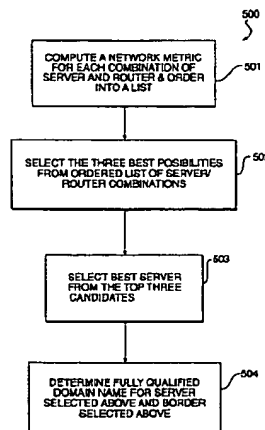 500
COMPUTE A NETWORK METRIC
FOR EACH COMBINATION OF
SERVER AND ROUTER & ORDER
INTO A LIST
501
SELECT THE THREE BEST POSIBILITIES
FROM ORDERED LIST OF SERVER/
ROUTER COMBINATIONS
SELECT BEST SERVER
FROM THE TOP THREE
CANDIDATES
503
DETERMINE FULLY QUALIFIED
DOMAIN NAME FOR SERVER
SELECTED ABOVE AND BORDER
SELECTED ABOVE
504